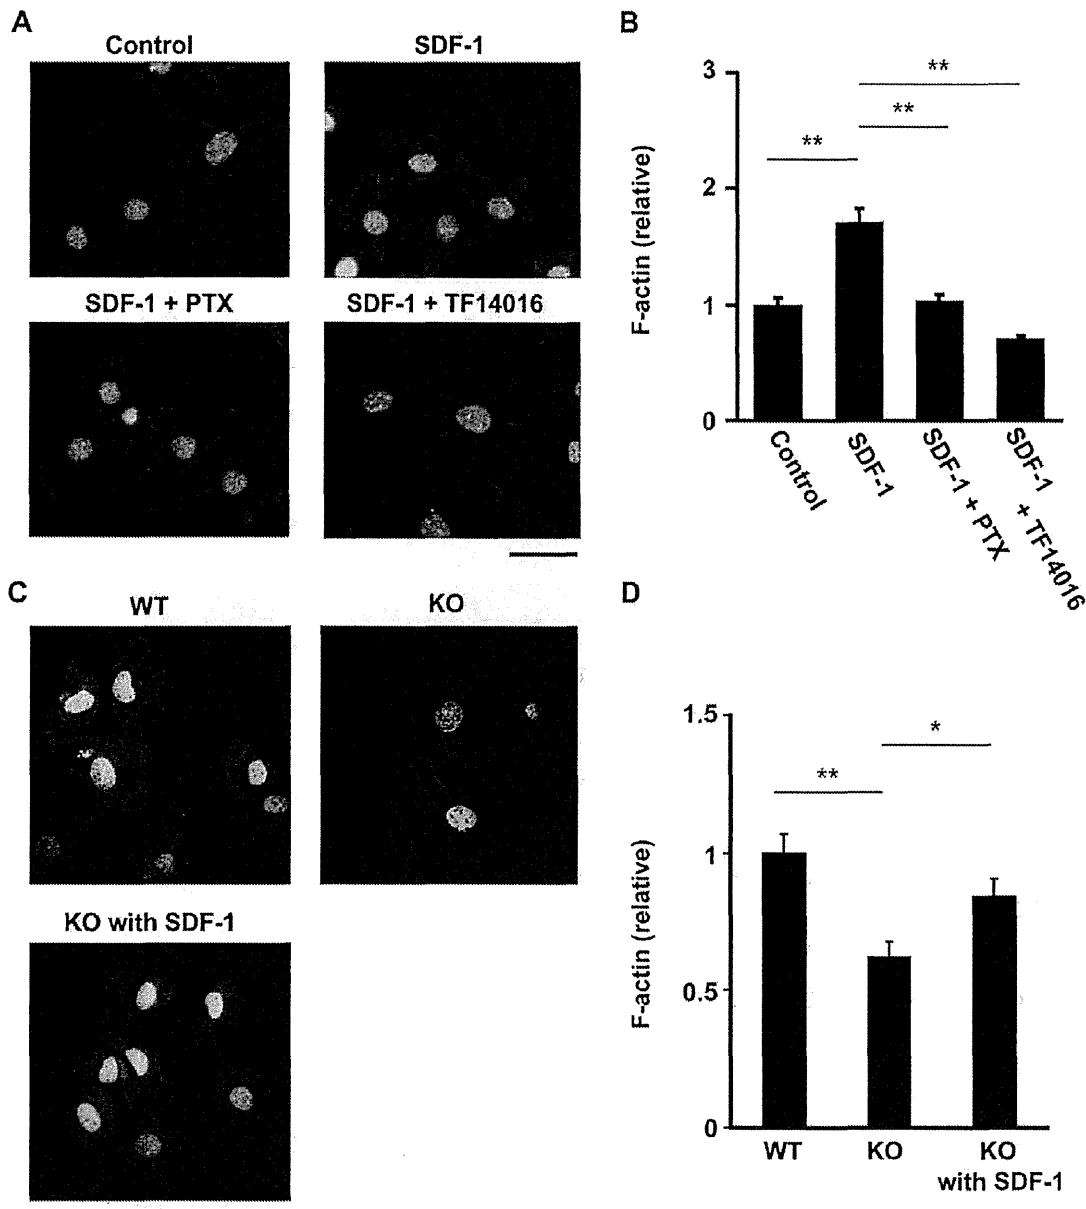 A
Control
SDF-1
SDF-1 + PTX
SDF-1 + TF14016
B
3
2
1
0
F-actin (relative)
**
**
**
Control
SDF-1
SDF-1 + PTX
SDF-1
+ TF14016
C
WT
KO
KO with SDF-1
D
1.5
1
0.5
0
F-actin (relative)
**
*
WT
KO
KO
with SDF-1